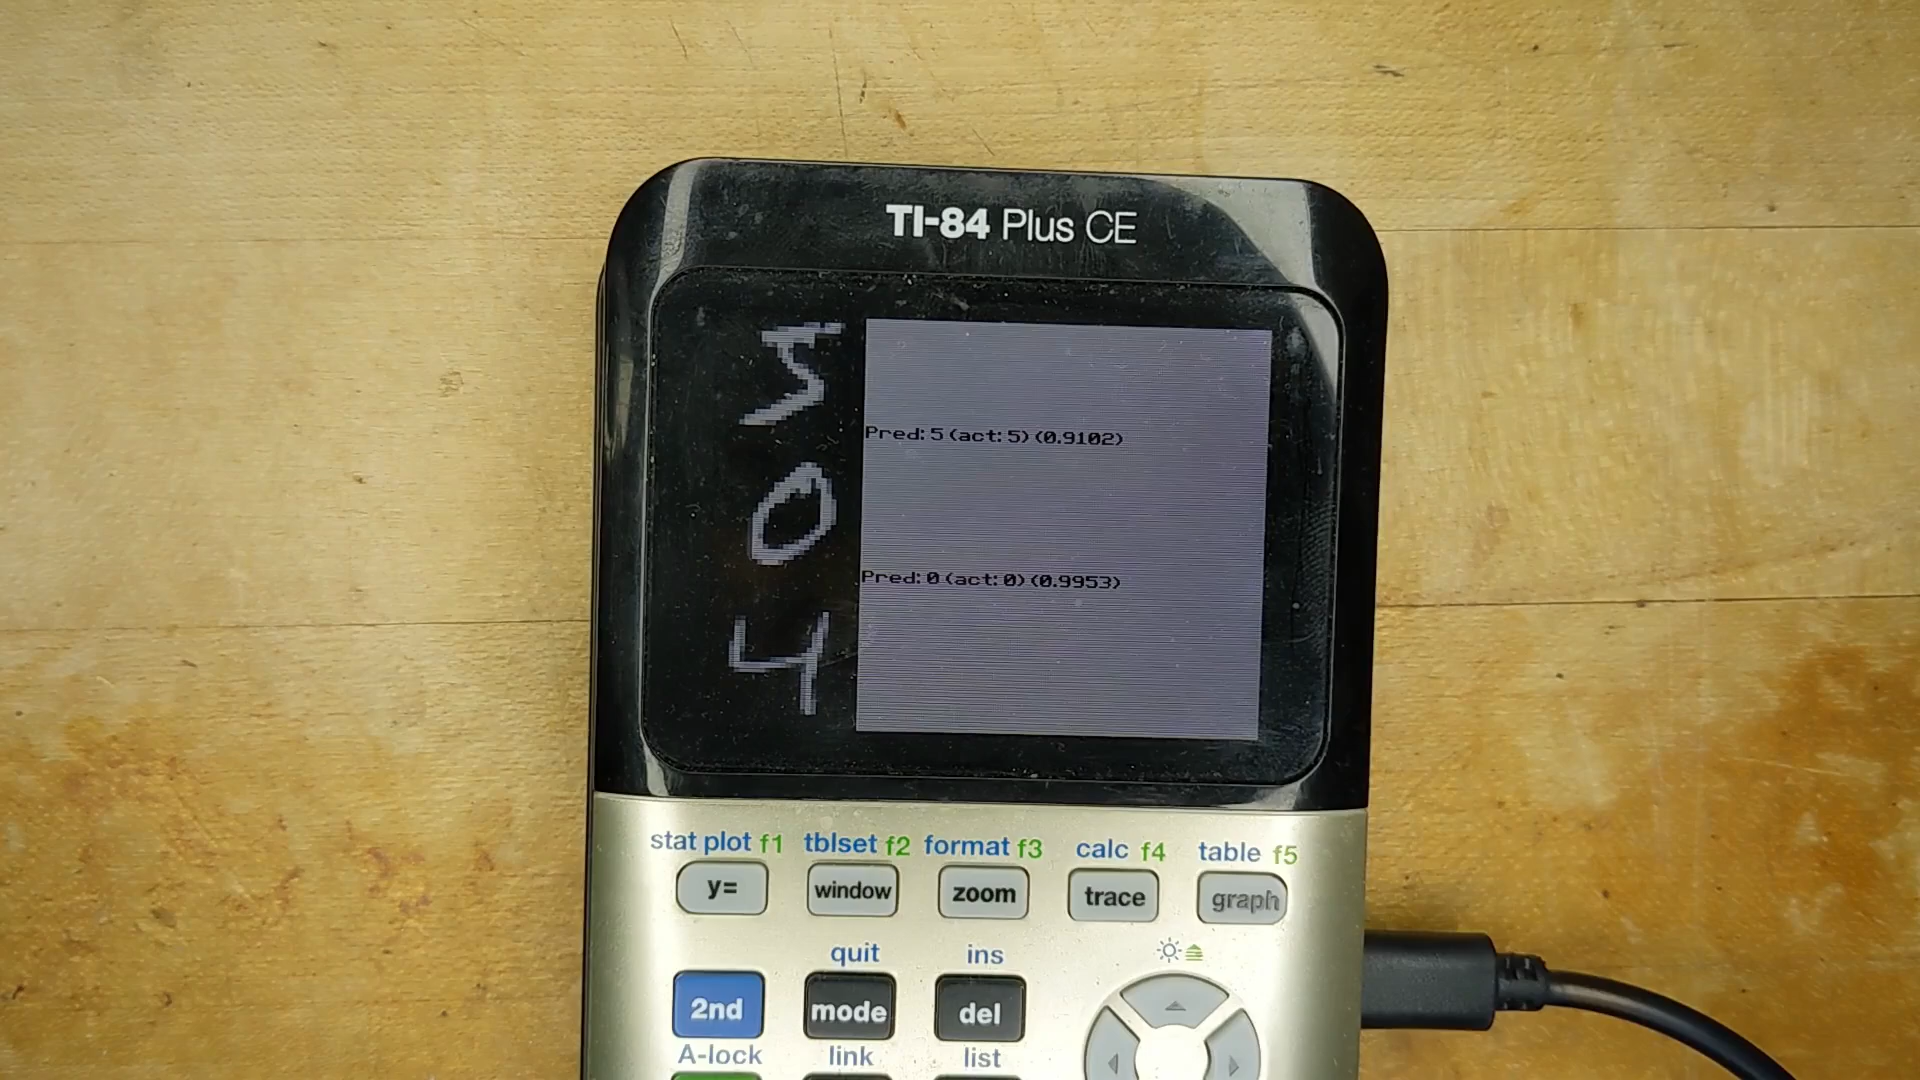 TI-84 Plus CE
5
Pred: 5 (act: 5) (0.9102)
0
Pred: 0 (act: 0) (0.9953)
4
stat plot f1 tblset f2 format f3 calc f4 table f5
y= window zoom trace graph
quit ins
2nd mode del
A-lock link list